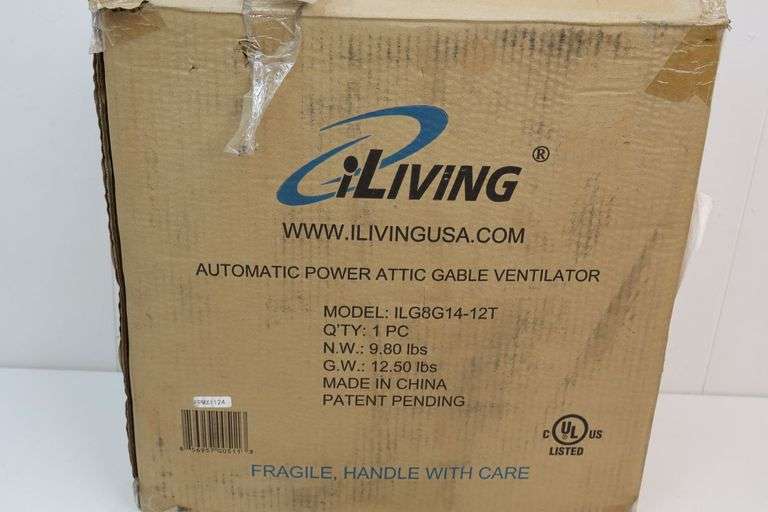 iLIVING ®
WWW.ILIVINGUSA.COM
AUTOMATIC POWER ATTIC GABLE VENTILATOR
MODEL: ILG8G14-12T
Q'TY: 1 PC
N.W.: 9.80 lbs
G.W.: 12.50 lbs
MADE IN CHINA
PATENT PENDING
C UL US
LISTED
FRAGILE, HANDLE WITH CARE